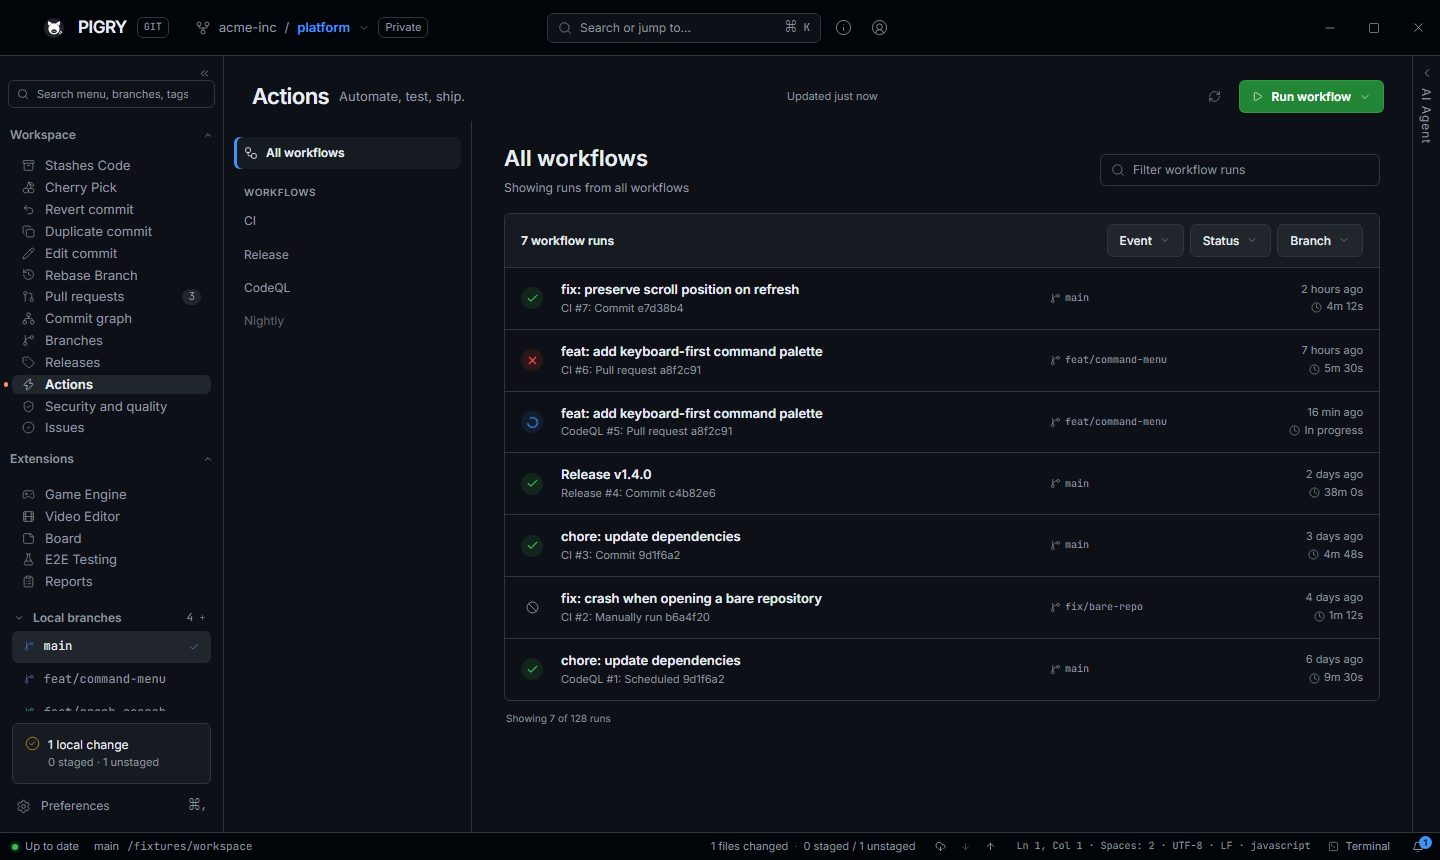 PIGRY GIT acme-inc / platform Private Search or jump to... ⌘ K
Search menu, branches, tags
Workspace
Stashes Code
Cherry Pick
Revert commit
Duplicate commit
Edit commit
Rebase Branch
Pull requests 3
Commit graph
Branches
Releases
Actions
Security and quality
Issues
Extensions
Game Engine
Video Editor
Board
E2E Testing
Reports
Local branches 4 +
main
feat/command-menu
1 local change
0 staged · 1 unstaged
Preferences ⌘,
Actions Automate, test, ship. Updated just now Run workflow
All workflows
WORKFLOWS
CI
Release
CodeQL
Nightly
All workflows
Showing runs from all workflows
Filter workflow runs
7 workflow runs Event Status Branch
fix: preserve scroll position on refresh
CI #7: Commit e7d38b4
main
2 hours ago
4m 12s
feat: add keyboard-first command palette
CI #6: Pull request a8f2c91
feat/command-menu
7 hours ago
5m 30s
feat: add keyboard-first command palette
CodeQL #5: Pull request a8f2c91
feat/command-menu
16 min ago
In progress
Release v1.4.0
Release #4: Commit c4b82e6
main
2 days ago
38m 0s
chore: update dependencies
CI #3: Commit 9d1f6a2
main
3 days ago
4m 48s
fix: crash when opening a bare repository
CI #2: Manually run b6a4f20
fix/bare-repo
4 days ago
1m 12s
chore: update dependencies
CodeQL #1: Scheduled 9d1f6a2
main
6 days ago
9m 30s
Showing 7 of 128 runs
AI Agent
Up to date main /fixtures/workspace 1 files changed · 0 staged / 1 unstaged Ln 1, Col 1 · Spaces: 2 · UTF-8 · LF · javascript Terminal 1